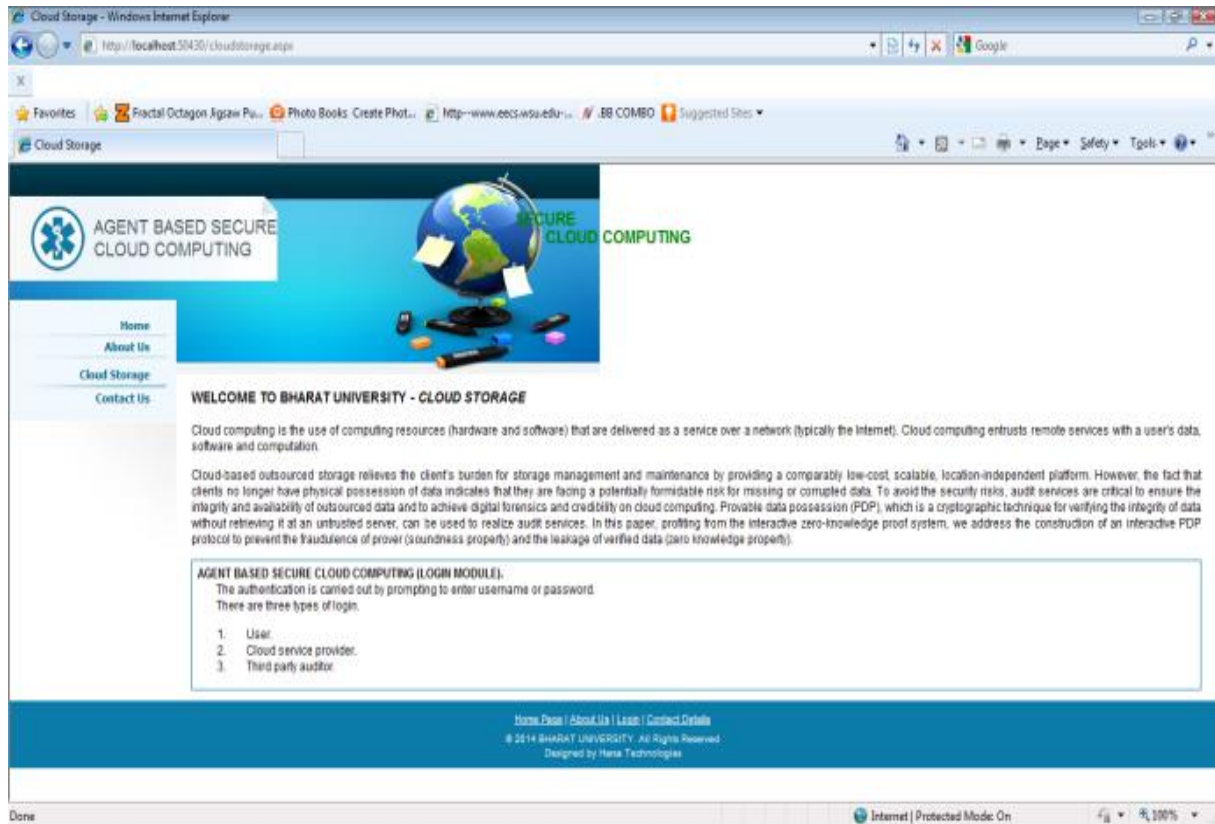 Cloud Storage - Windows Internet Explorer
http://localhost:50430/cloudstorage.aspx
Google
X
Favorites
Fractal Octagon Jigsaw Pu...
Photo Books Create Phot...
http--www.eecs.wsu.edu-...
.BB COMBO
Suggested Sites
Cloud Storage
Page
Safety
Tools
AGENT BASED SECURE
CLOUD COMPUTING
SECURE
CLOUD COMPUTING
Home
About Us
Cloud Storage
Contact Us
WELCOME TO BHARAT UNIVERSITY - CLOUD STORAGE
Cloud computing is the use of computing resources (hardware and software) that are delivered as a service over a network (typically the Internet). Cloud computing entrusts remote services with a user's data,
software and computation.
Cloud-based outsourced storage relieves the client's burden for storage management and maintenance by providing a comparably low-cost, scalable, location-independent platform. However, the fact that
clients no longer have physical possession of data indicates that they are facing a potentially formidable risk for missing or corrupted data. To avoid the security risks, audit services are critical to ensure the
integrity and availability of outsourced data and to achieve digital forensics and credibility on cloud computing. Provable data possession (PDP), which is a cryptographic technique for verifying the integrity of data
without retrieving it at an untrusted server, can be used to realize audit services. In this paper, profiting from the interactive zero-knowledge proof system, we address the construction of an interactive PDP
protocol to prevent the fraudulence of prover (soundness property) and the leakage of verified data (zero knowledge property).
AGENT BASED SECURE CLOUD COMPUTING (LOGIN MODULE).
The authentication is carried out by prompting to enter username or password.
There are three types of login.
1. User.
2. Cloud service provider.
3. Third party auditor
Home Page | About Us | Login | Contact Details
© 2014 BHARAT UNIVERSITY. All Rights Reserved
Designed by Hana Technologies
Done
Internet | Protected Mode: On
100%